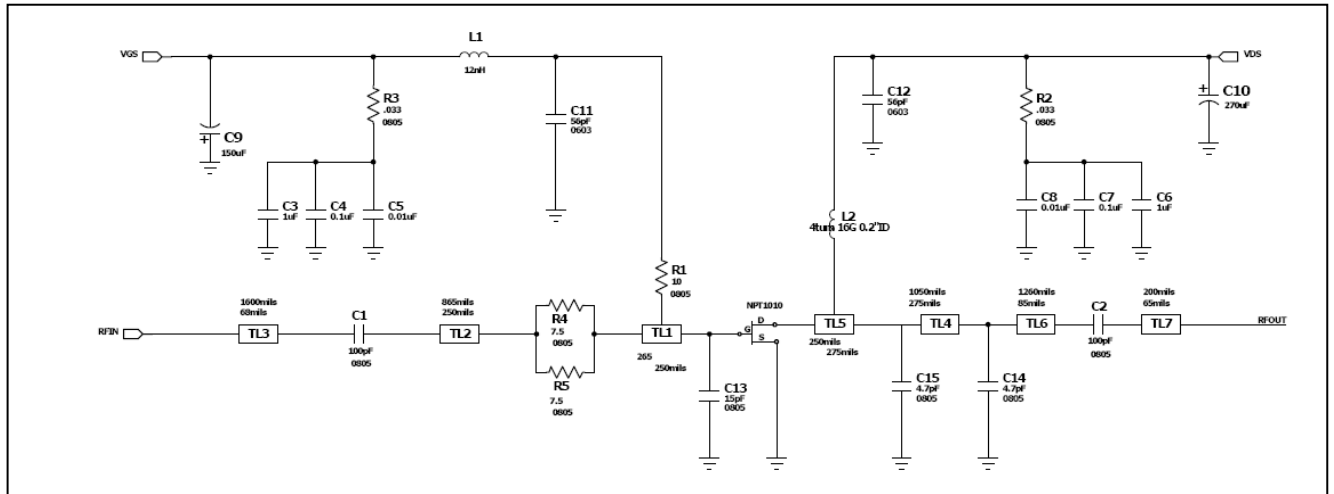 VGS
L1
12nH
C9
150uF
R3
.033
0805
C3
1uF
C4
0.1uF
C5
0.01uF
C11
56pF
0603
R1
10
0805
RFIN
1600mils
68mils
TL3
C1
100pF
0805
865mils
250mils
TL2
R4
7.5
0805
R5
7.5
0805
TL1
265
250mils
C13
15pF
0805
NPT1010
G
D
S
VDS
C12
56pF
0603
R2
.033
0805
C10
270uF
C8
0.01uF
C7
0.1uF
C6
1uF
L2
4turn 16G 0.2"ID
TL5
250mils
275mils
1050mils
275mils
TL4
C15
4.7pF
0805
C14
4.7pF
0805
1260mils
85mils
TL6
C2
100pF
0805
200mils
65mils
TL7
RFOUT